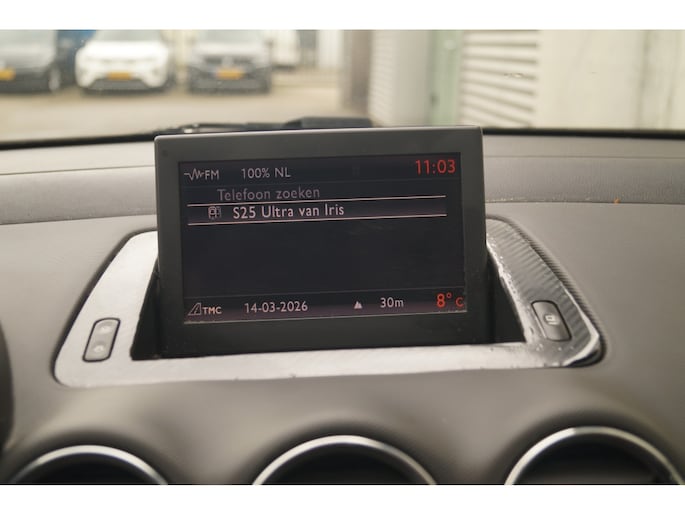 FM 100% NL 11:03
Telefoon zoeken
S25 Ultra van Iris
TMC 14-03-2026 30m 8°C